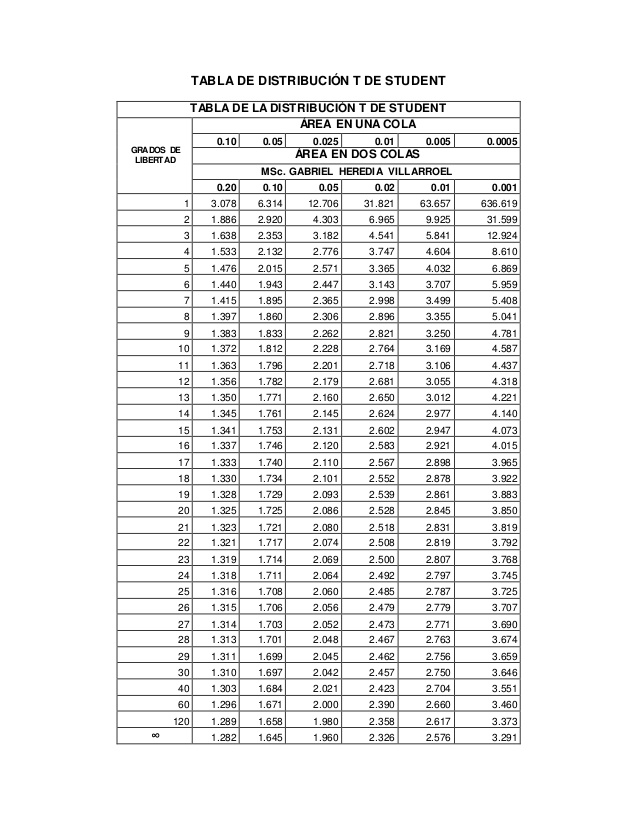 TABLA DE DISTRIBUCIÓN T DE STUDENT
TABLA DE LA DISTRIBUCIÓN T DE STUDENT
GRADOS DE LIBERTAD
ÁREA EN UNA COLA
0.10 0.05 0.025 0.01 0.005 0.0005
ÁREA EN DOS COLAS
MSc. GABRIEL HEREDIA VILLARROEL
0.20 0.10 0.05 0.02 0.01 0.001
1 3.078 6.314 12.706 31.821 63.657 636.619
2 1.886 2.920 4.303 6.965 9.925 31.599
3 1.638 2.353 3.182 4.541 5.841 12.924
4 1.533 2.132 2.776 3.747 4.604 8.610
5 1.476 2.015 2.571 3.365 4.032 6.869
6 1.440 1.943 2.447 3.143 3.707 5.959
7 1.415 1.895 2.365 2.998 3.499 5.408
8 1.397 1.860 2.306 2.896 3.355 5.041
9 1.383 1.833 2.262 2.821 3.250 4.781
10 1.372 1.812 2.228 2.764 3.169 4.587
11 1.363 1.796 2.201 2.718 3.106 4.437
12 1.356 1.782 2.179 2.681 3.055 4.318
13 1.350 1.771 2.160 2.650 3.012 4.221
14 1.345 1.761 2.145 2.624 2.977 4.140
15 1.341 1.753 2.131 2.602 2.947 4.073
16 1.337 1.746 2.120 2.583 2.921 4.015
17 1.333 1.740 2.110 2.567 2.898 3.965
18 1.330 1.734 2.101 2.552 2.878 3.922
19 1.328 1.729 2.093 2.539 2.861 3.883
20 1.325 1.725 2.086 2.528 2.845 3.850
21 1.323 1.721 2.080 2.518 2.831 3.819
22 1.321 1.717 2.074 2.508 2.819 3.792
23 1.319 1.714 2.069 2.500 2.807 3.768
24 1.318 1.711 2.064 2.492 2.797 3.745
25 1.316 1.708 2.060 2.485 2.787 3.725
26 1.315 1.706 2.056 2.479 2.779 3.707
27 1.314 1.703 2.052 2.473 2.771 3.690
28 1.313 1.701 2.048 2.467 2.763 3.674
29 1.311 1.699 2.045 2.462 2.756 3.659
30 1.310 1.697 2.042 2.457 2.750 3.646
40 1.303 1.684 2.021 2.423 2.704 3.551
60 1.296 1.671 2.000 2.390 2.660 3.460
120 1.289 1.658 1.980 2.358 2.617 3.373
∞ 1.282 1.645 1.960 2.326 2.576 3.291